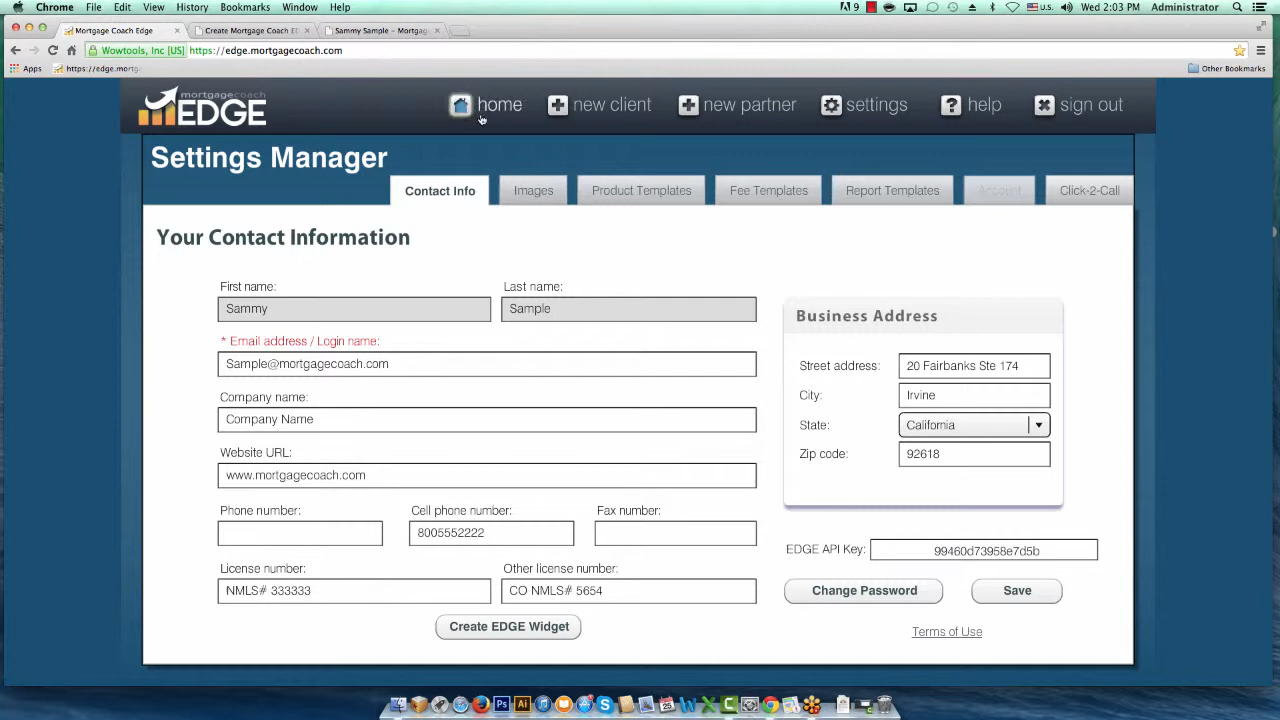 Chrome File Edit View History Bookmarks Window Help 9 U.S. Wed 2:03 PM Administrator
Mortgage Coach Edge × Create Mortgage Coach ED × Sammy Sample – Mortgag ×
Wowtools, Inc [US] https://edge.mortgagecoach.com
Apps https://edge.mortg Other Bookmarks
mortgagecoach
EDGE
home new client new partner settings help sign out
Settings Manager
Contact Info Images Product Templates Fee Templates Report Templates Account Click-2-Call
Your Contact Information
First name: Last name:
Sammy Sample
* Email address / Login name:
Sample@mortgagecoach.com
Company name:
Company Name
Website URL:
www.mortgagecoach.com
Phone number: Cell phone number: Fax number:
8005552222
License number: Other license number:
NMLS# 333333 CO NMLS# 5654
Create EDGE Widget
Business Address
Street address: 20 Fairbanks Ste 174
City: Irvine
State: California
Zip code: 92618
EDGE API Key: 99460d73958e7d5b
Change Password Save
Terms of Use